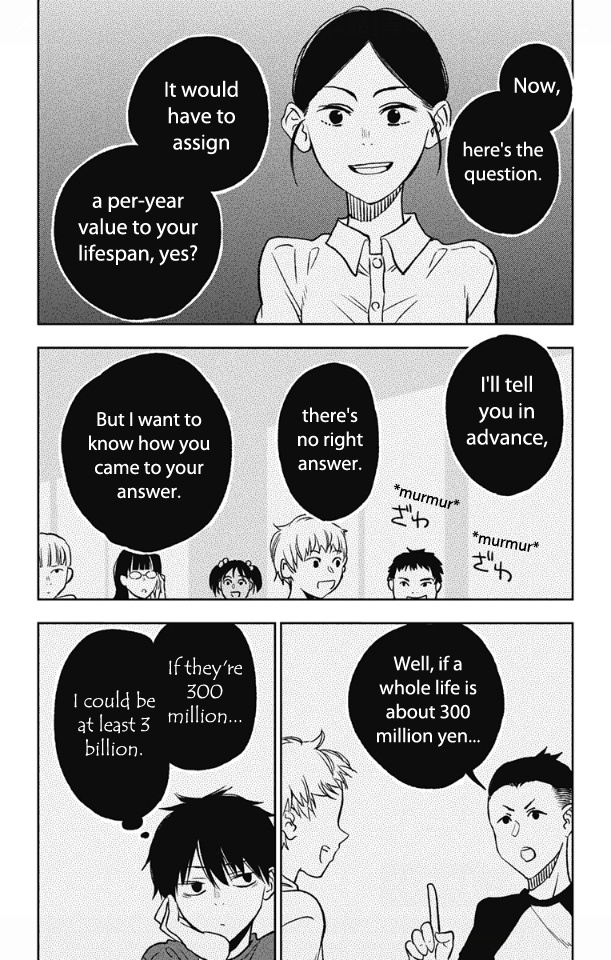 Now,
here's the
question.
It would
have to
assign
a per-year
value to your
lifespan, yes?
I'll tell
you in
advance,
there's
no right
answer.
But I want to
know how you
came to your
answer.
*murmur*
ざわ
*murmur*
ざわ
Well, if a
whole life is
about 300
million yen...
If they're
300
million...
I could be
at least 3
billion.